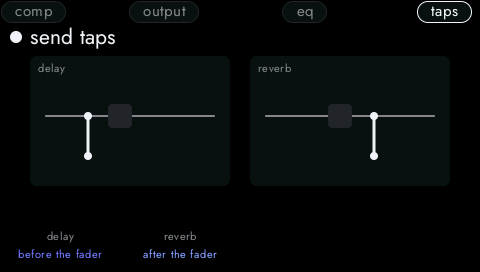 comp output eq taps
send taps
delay reverb
delay reverb
before the fader after the fader